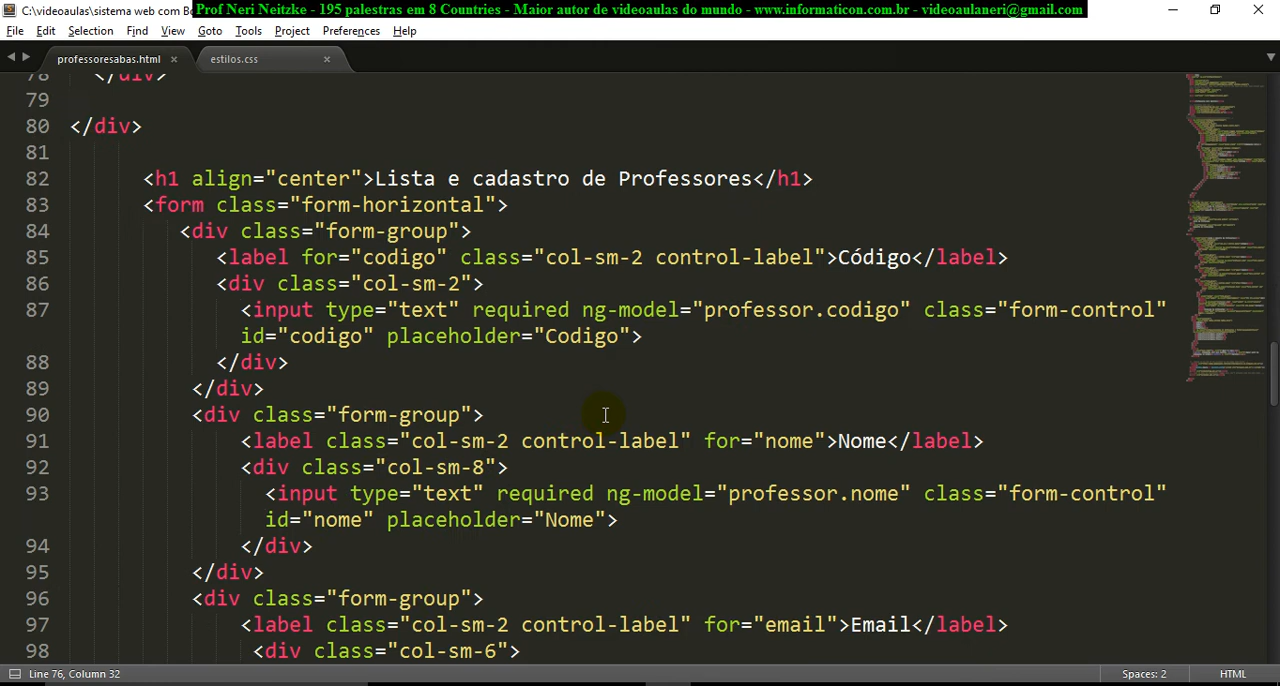 C:\videoaulas\sistema web com Bo
Prof Neri Neitzke - 195 palestras em 8 Countries - Maior autor de videoaulas do mundo - www.informaticon.com.br - videoaulaneri@gmail.com
File Edit Selection Find View Goto Tools Project Preferences Help
professoresabas.html × estilos.css ×
78 </div>
79
80 </div>
81
82 <h1 align="center">Lista e cadastro de Professores</h1>
83 <form class="form-horizontal">
84 <div class="form-group">
85 <label for="codigo" class="col-sm-2 control-label">Código</label>
86 <div class="col-sm-2">
87 <input type="text" required ng-model="professor.codigo" class="form-control"
id="codigo" placeholder="Codigo">
88 </div>
89 </div>
90 <div class="form-group">
91 <label class="col-sm-2 control-label" for="nome">Nome</label>
92 <div class="col-sm-8">
93 <input type="text" required ng-model="professor.nome" class="form-control"
id="nome" placeholder="Nome">
94 </div>
95 </div>
96 <div class="form-group">
97 <label class="col-sm-2 control-label" for="email">Email</label>
98 <div class="col-sm-6">
Line 76, Column 32 Spaces: 2 HTML